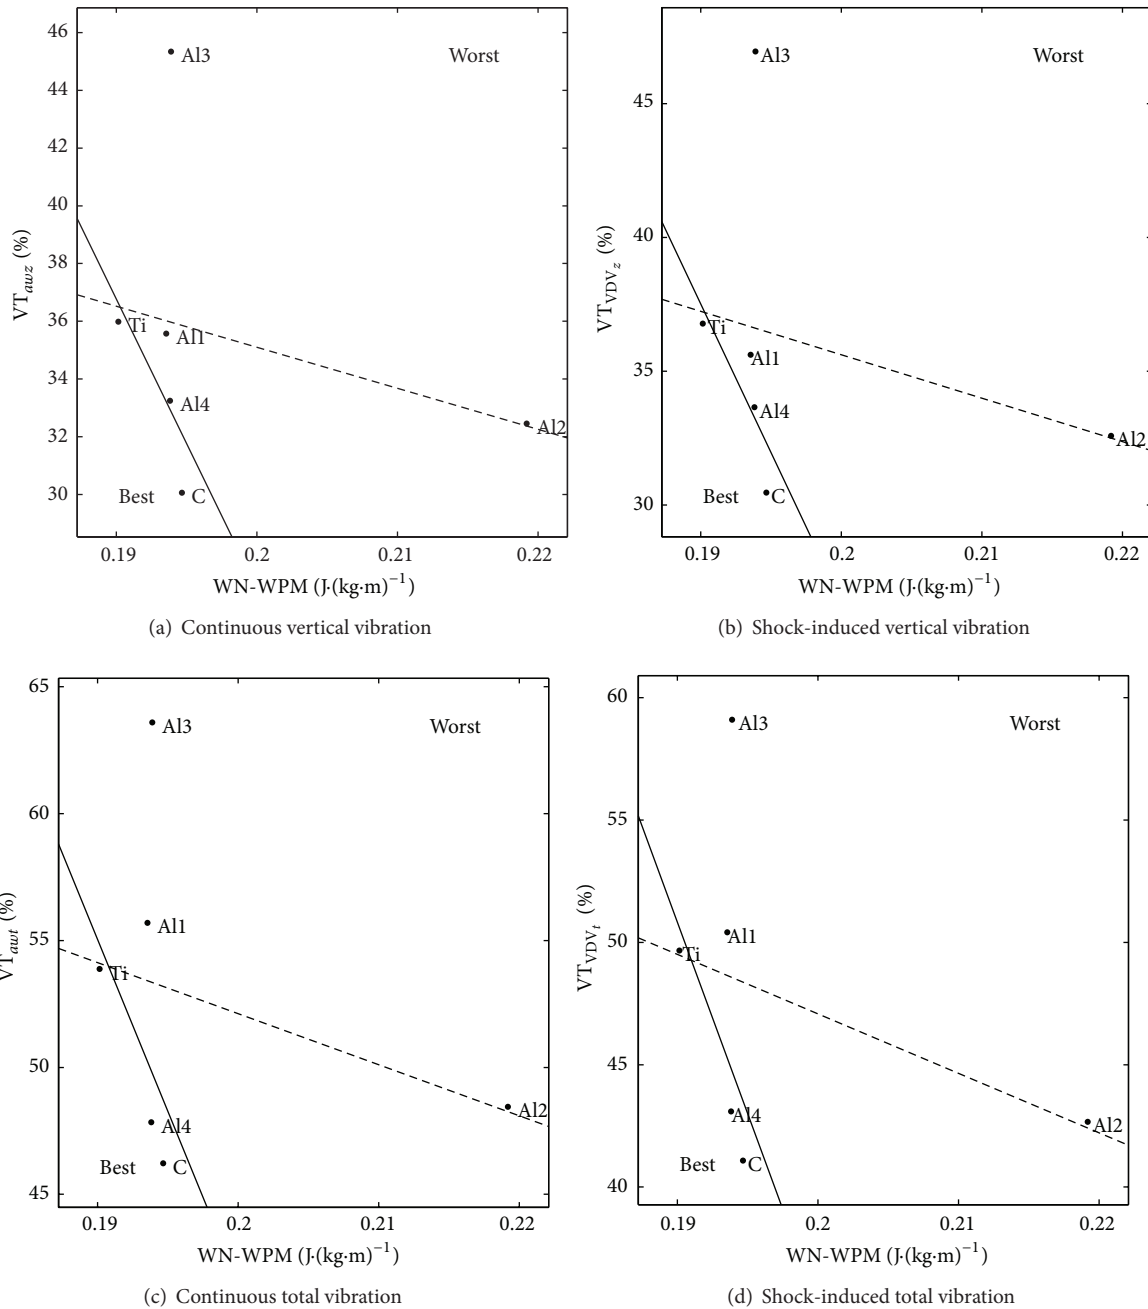 46
44
42
40
38
36
34
32
30
VT_awz (%)
Al3
Worst
Ti
Al1
Al4
Al2
Best
C
0.19 0.2 0.21 0.22
WN-WPM (J·(kg·m)⁻¹
(a) Continuous vertical vibration
45
40
35
30
VT_VDV_z (%)
Al3
Worst
Ti
Al1
Al4
Al2
Best
C
0.19 0.2 0.21 0.22
WN-WPM (J·(kg·m)⁻¹
(b) Shock-induced vertical vibration
65
60
55
50
45
VT_awt (%)
Al3
Worst
Al1
Ti
Al2
Al4
Best
C
0.19 0.2 0.21 0.22
WN-WPM (J·(kg·m)⁻¹
(c) Continuous total vibration
60
55
50
45
40
VT_VDV_t (%)
Al3
Worst
Al1
Ti
Al4
Al2
Best
C
0.19 0.2 0.21 0.22
WN-WPM (J·(kg·m)⁻¹
(d) Shock-induced total vibration